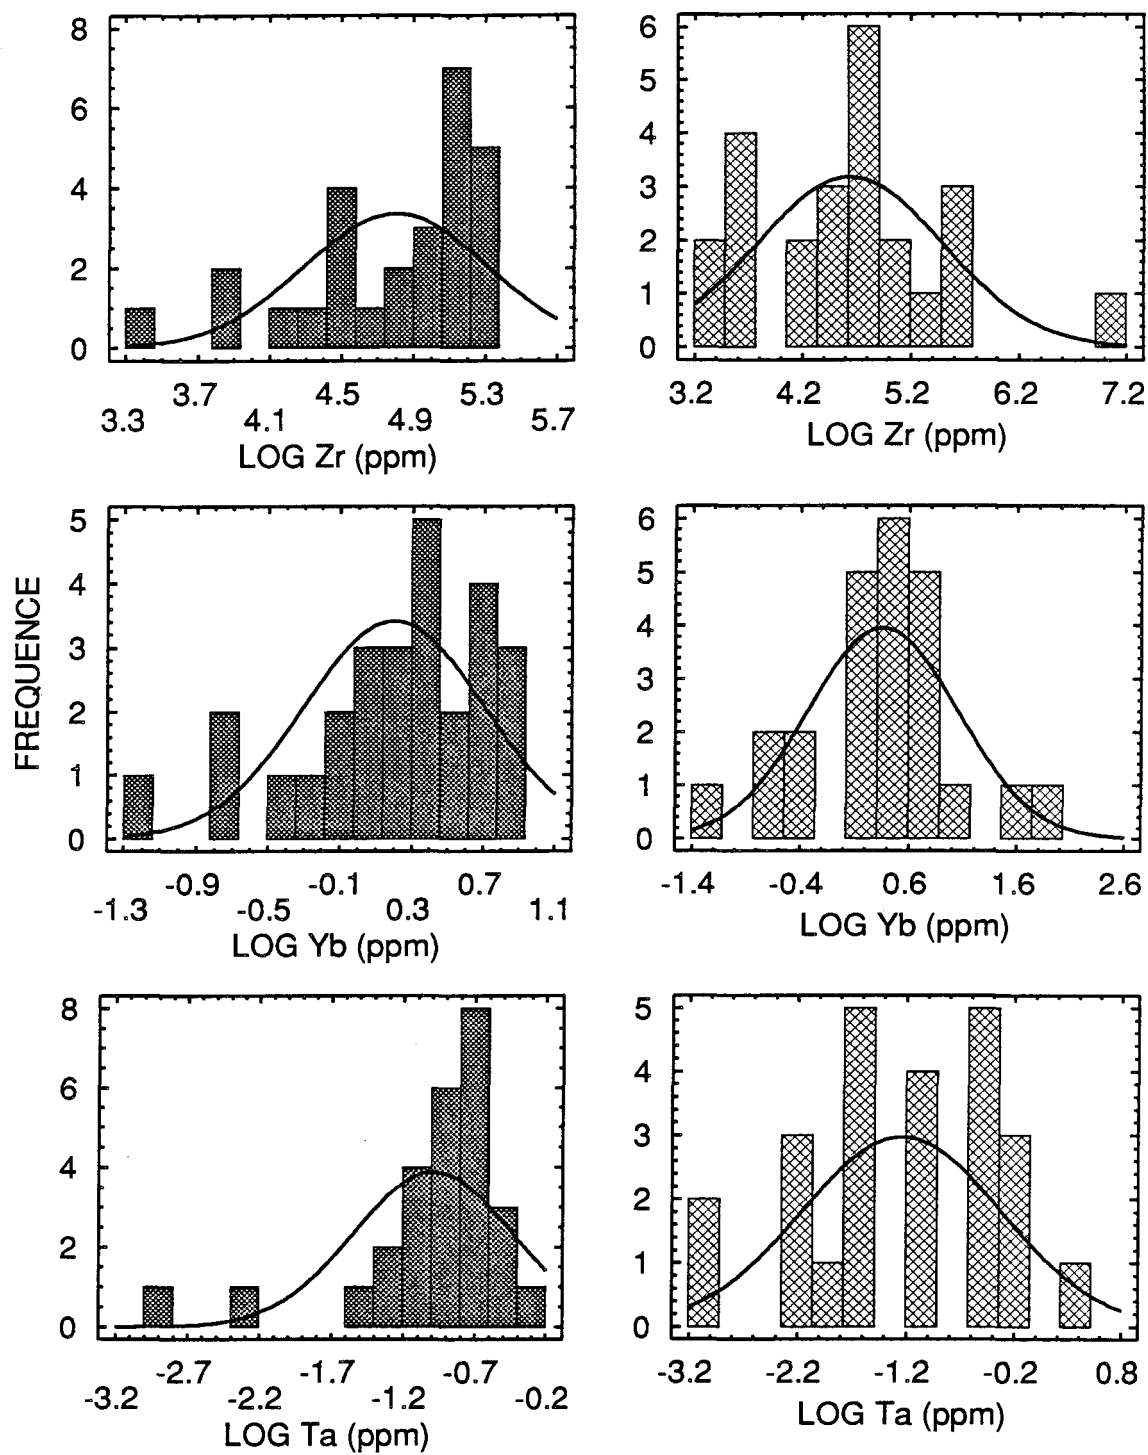 8
6
4
2
0
3.7 4.5 5.3
3.3 4.1 4.9 5.7
LOG Zr (ppm)
6
5
4
3
2
1
0
3.2 4.2 5.2 6.2 7.2
LOG Zr (ppm)
FREQUENCE
5
4
3
2
1
0
-0.9 -0.1 0.7
-1.3 -0.5 0.3 1.1
LOG Yb (ppm)
6
5
4
3
2
1
0
-1.4 -0.4 0.6 1.6 2.6
LOG Yb (ppm)
8
6
4
2
0
-2.7 -1.7 -0.7
-3.2 -2.2 -1.2 -0.2
LOG Ta (ppm)
5
4
3
2
1
0
-3.2 -2.2 -1.2 -0.2 0.8
LOG Ta (ppm)